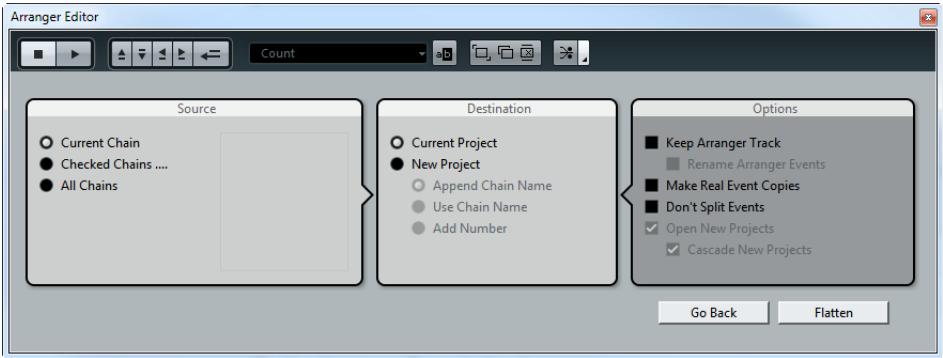 Arranger Editor
Count
ab
Source
Current Chain
Checked Chains ....
All Chains
Destination
Current Project
New Project
Append Chain Name
Use Chain Name
Add Number
Options
Keep Arranger Track
Rename Arranger Events
Make Real Event Copies
Don't Split Events
Open New Projects
Cascade New Projects
Go Back
Flatten